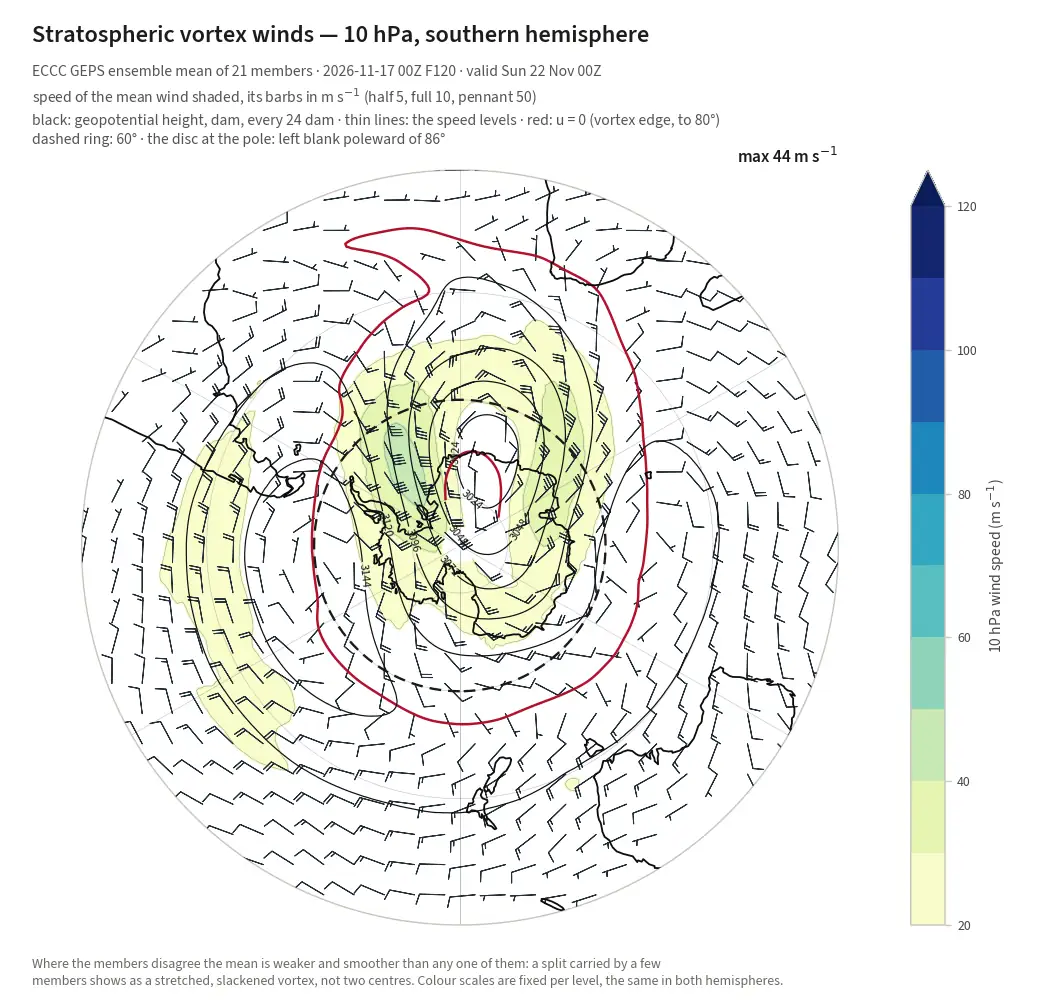 Stratospheric vortex winds — 10 hPa, southern hemisphere
ECCC GEPS ensemble mean of 21 members · 2026-11-17 00Z F120 · valid Sun 22 Nov 00Z
speed of the mean wind shaded, its barbs in m s⁻¹ (half 5, full 10, pennant 50)
black: geopotential height, dam, every 24 dam · thin lines: the speed levels · red: u = 0 (vortex edge, to 80°)
dashed ring: 60° · the disc at the pole: left blank poleward of 86°
max 44 m s⁻¹
120
100
80
60
40
20
10 hPa wind speed (m s⁻¹)
3024
3048
3120
3096
3144
Where the members disagree the mean is weaker and smoother than any one of them: a split carried by a few
members shows as a stretched, slackened vortex, not two centres. Colour scales are fixed per level, the same in both hemispheres.